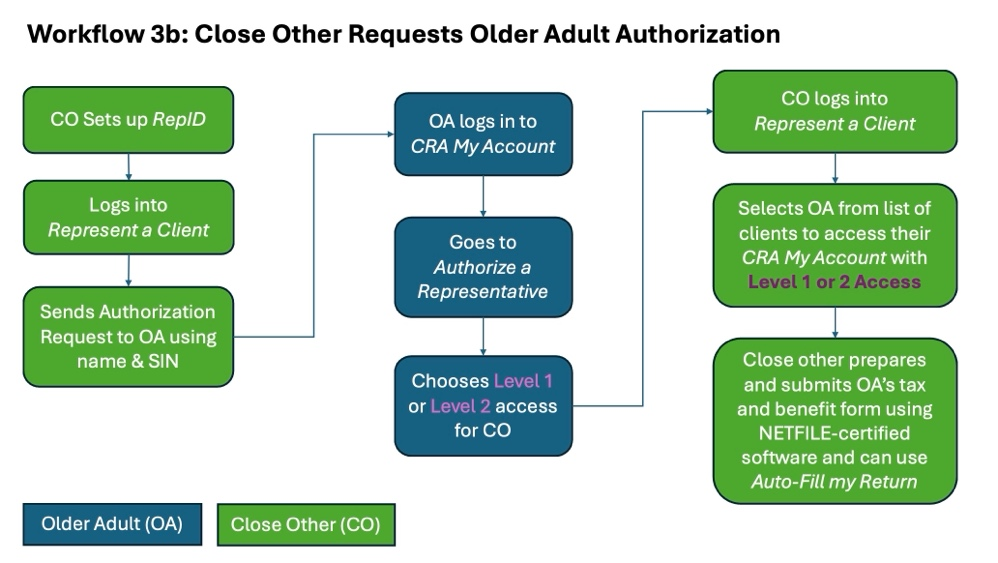 Workflow 3b: Close Other Requests Older Adult Authorization
CO Sets up RepID
Logs into
Represent a Client
Sends Authorization
Request to OA using
name & SIN
OA logs in to
CRA My Account
Goes to
Authorize a
Representative
Chooses Level 1
or Level 2 access
for CO
CO logs into
Represent a Client
Selects OA from list of
clients to access their
CRA My Account with
Level 1 or 2 Access
Close other prepares
and submits OA’s tax
and benefit form using
NETFILE-certified
software and can use
Auto-Fill my Return
Older Adult (OA)
Close Other (CO)